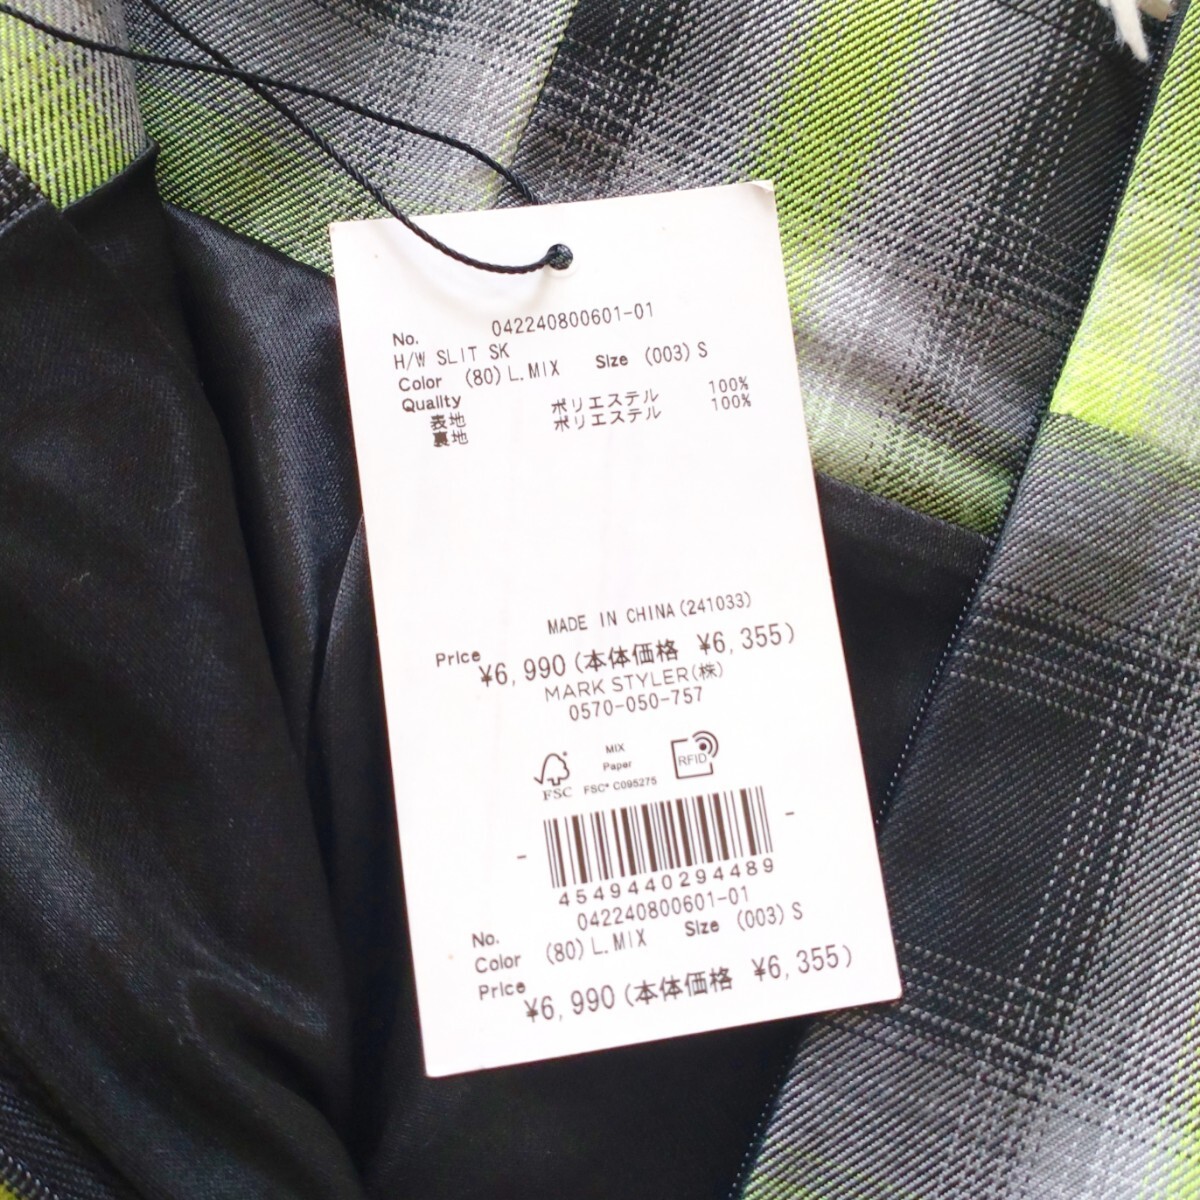 No. 042240800601-01
H/W SLIT SK
Color (80) L.MIX Size (003) S
Quality
表地 ポリエステル 100%
裏地 ポリエステル 100%
MADE IN CHINA(241033)
Price ¥6,990(本体価格 ¥6,355)
MARK STYLER(株)
0570-050-757
FSC
MIX
Paper
FSC® C095275
RFID
4549440294489
No. 042240800601-01
Color (80) L.MIX Size (003) S
Price ¥6,990(本体価格 ¥6,355)